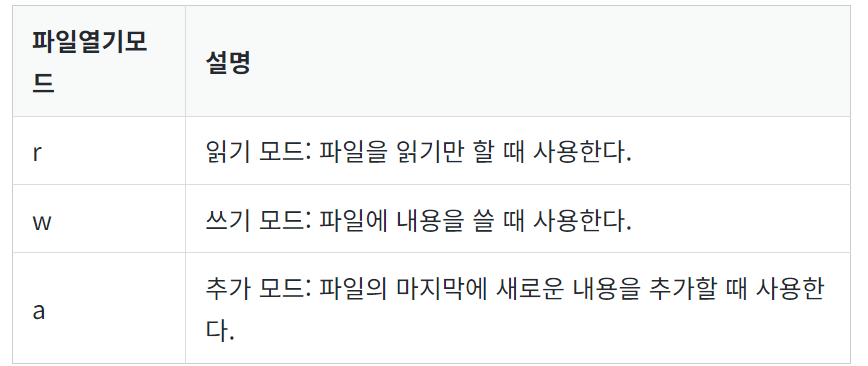 파일열기모
드
설명
r
읽기 모드: 파일을 읽기만 할 때 사용한다.
w
쓰기 모드: 파일에 내용을 쓸 때 사용한다.
a
추가 모드: 파일의 마지막에 새로운 내용을 추가할 때 사용한
다.